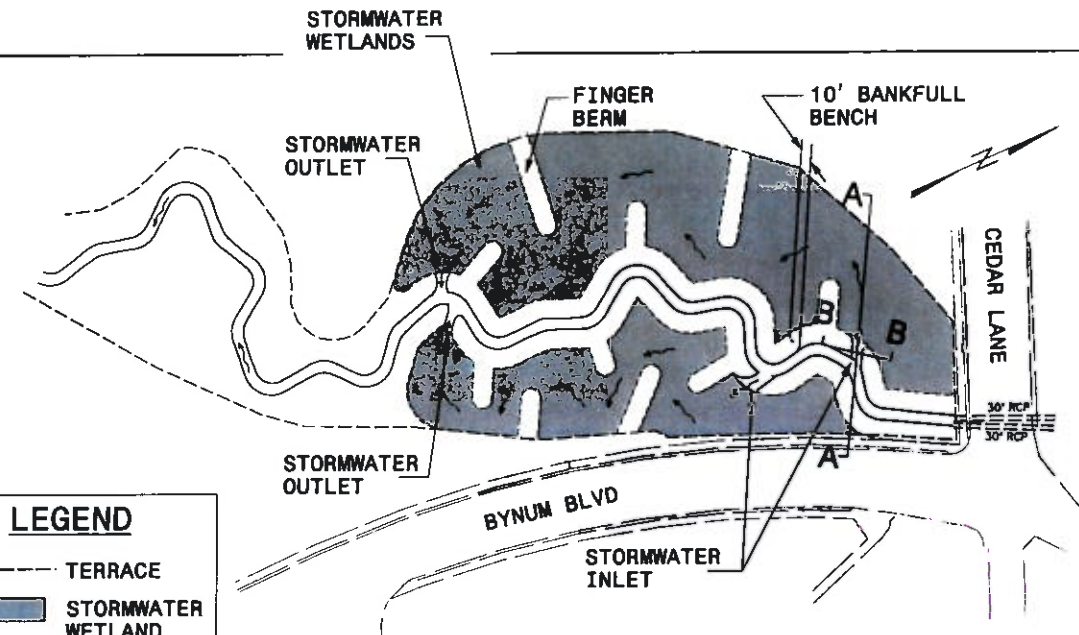 STORMWATER
WETLANDS
FINGER
BERM
10' BANKFULL
BENCH
STORMWATER
OUTLET
Z
A
B
B
CEDAR LANE
30' RCP
30' RCP
A
STORMWATER
OUTLET
BYNUM BLVD
STORMWATER
INLET
LEGEND
TERRACE
STORMWATER
WETLAND